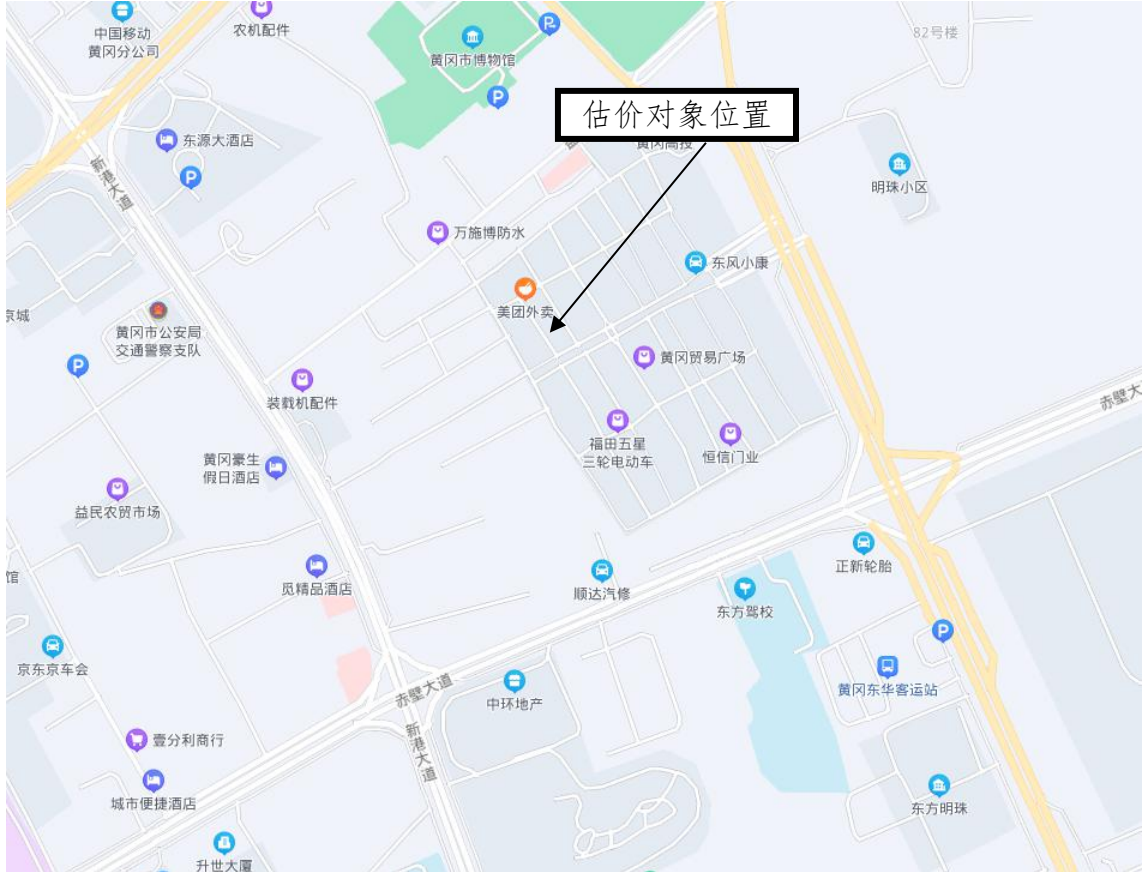 中国移动
黄冈分公司
农机配件
黄冈市博物馆
82号楼
估价对象位置
黄冈高投
东源大酒店
新港大道
明珠小区
万施博防水
东风小康
美团外卖
京城
黄冈市公安局
交通警察支队
黄冈贸易广场
装载机配件
赤壁大
福田五星
三轮电动车
恒信门业
黄冈豪生
假日酒店
益民农贸市场
正新轮胎
馆
觅精品酒店
顺达汽修
东方驾校
京东京车会
黄冈东华客运站
赤壁大道
中环地产
新港大道
壹分利商行
城市便捷酒店
东方明珠
升世大厦